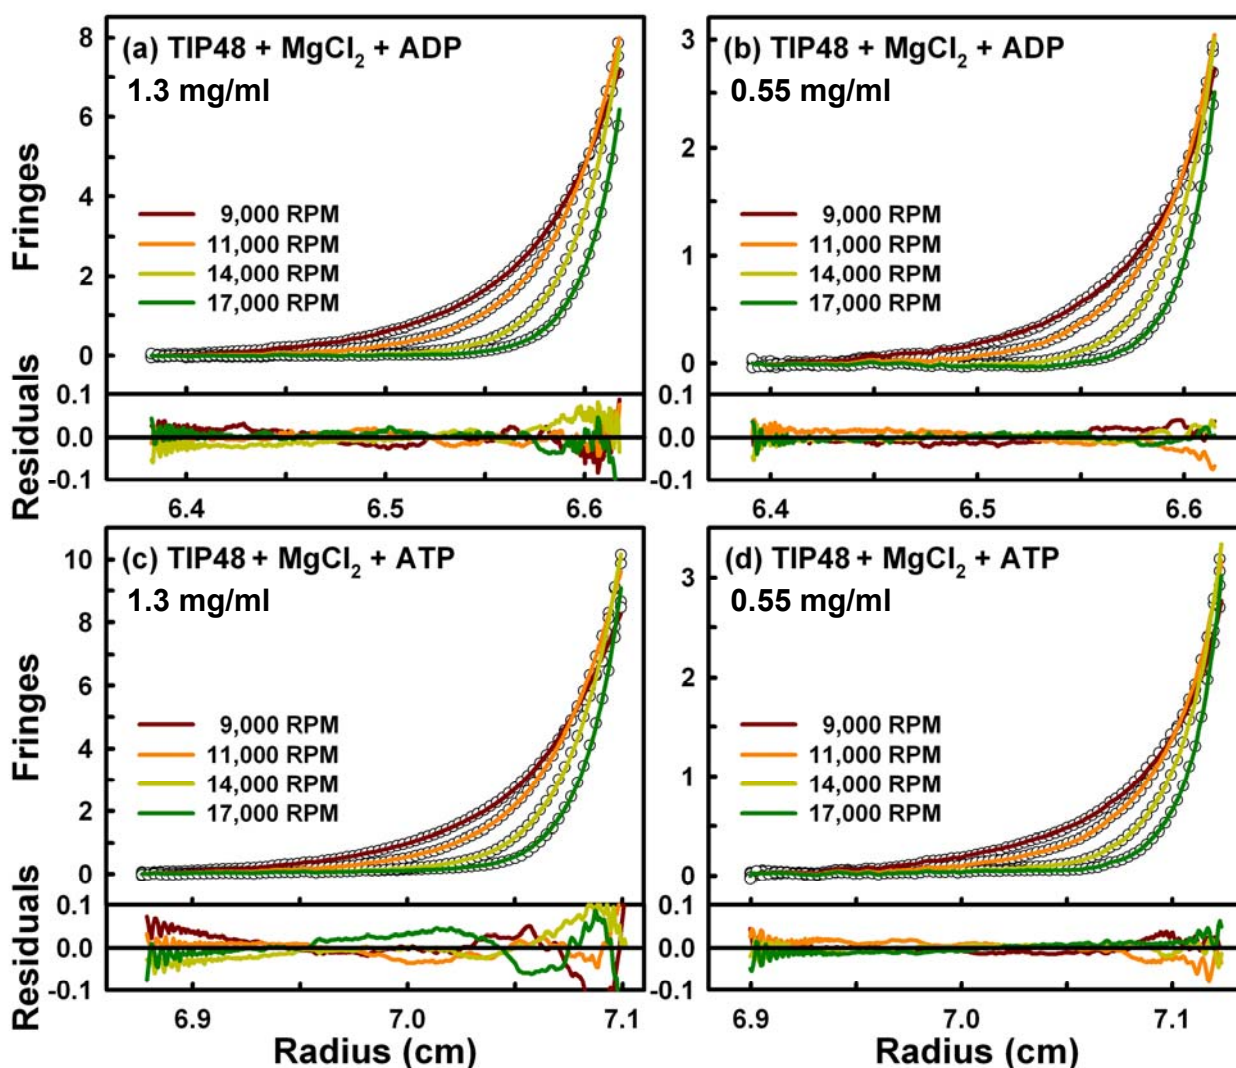 (a) TIP48 + MgCl₂ + ADP
1.3 mg/ml
Fringes
8
6
4
2
0
9,000 RPM
11,000 RPM
14,000 RPM
17,000 RPM
Residuals
0.1
0.0
-0.1
6.4 6.5 6.6
(b) TIP48 + MgCl₂ + ADP
0.55 mg/ml
3
2
1
0
9,000 RPM
11,000 RPM
14,000 RPM
17,000 RPM
0.1
0.0
-0.1
6.4 6.5 6.6
(c) TIP48 + MgCl₂ + ATP
1.3 mg/ml
Fringes
10
8
6
4
2
0
9,000 RPM
11,000 RPM
14,000 RPM
17,000 RPM
Residuals
0.1
0.0
-0.1
6.9 7.0 7.1
Radius (cm)
(d) TIP48 + MgCl₂ + ATP
0.55 mg/ml
3
2
1
0
9,000 RPM
11,000 RPM
14,000 RPM
17,000 RPM
0.1
0.0
-0.1
6.9 7.0 7.1
Radius (cm)